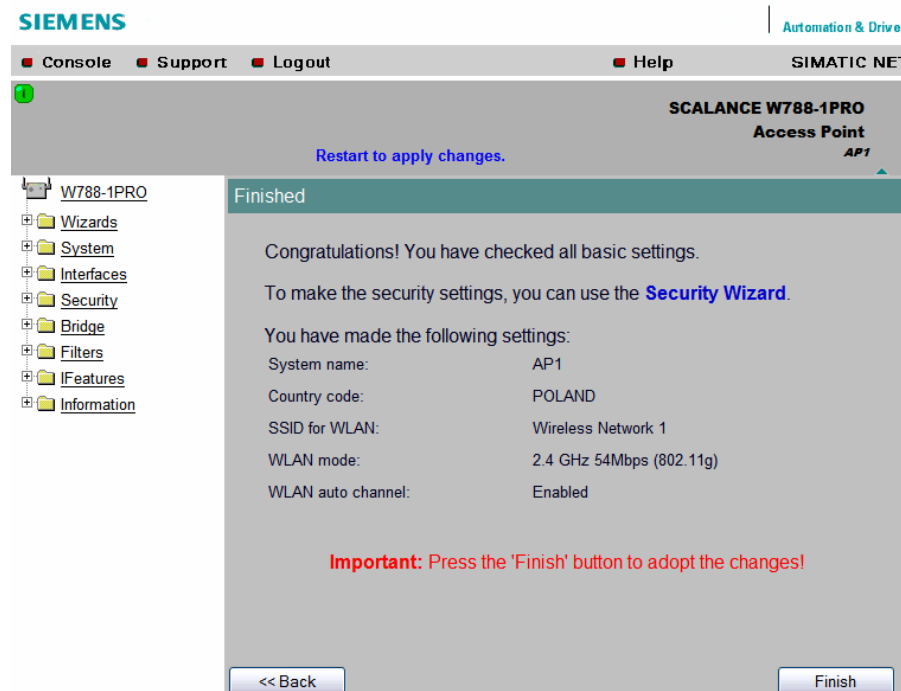 SIEMENS
Automation & Drive
Console Support Logout Help SIMATIC NET
SCALANCE W788-1PRO
Access Point
Restart to apply changes.
AP1
W788-1PRO
Finished
Wizards
System
Interfaces
Security
Bridge
Filters
IFeatures
Information
Congratulations! You have checked all basic settings.
To make the security settings, you can use the Security Wizard.
You have made the following settings:
System name: AP1
Country code: POLAND
SSID for WLAN: Wireless Network 1
WLAN mode: 2.4 GHz 54Mbps (802.11g)
WLAN auto channel: Enabled
Important: Press the 'Finish' button to adopt the changes!
<< Back Finish